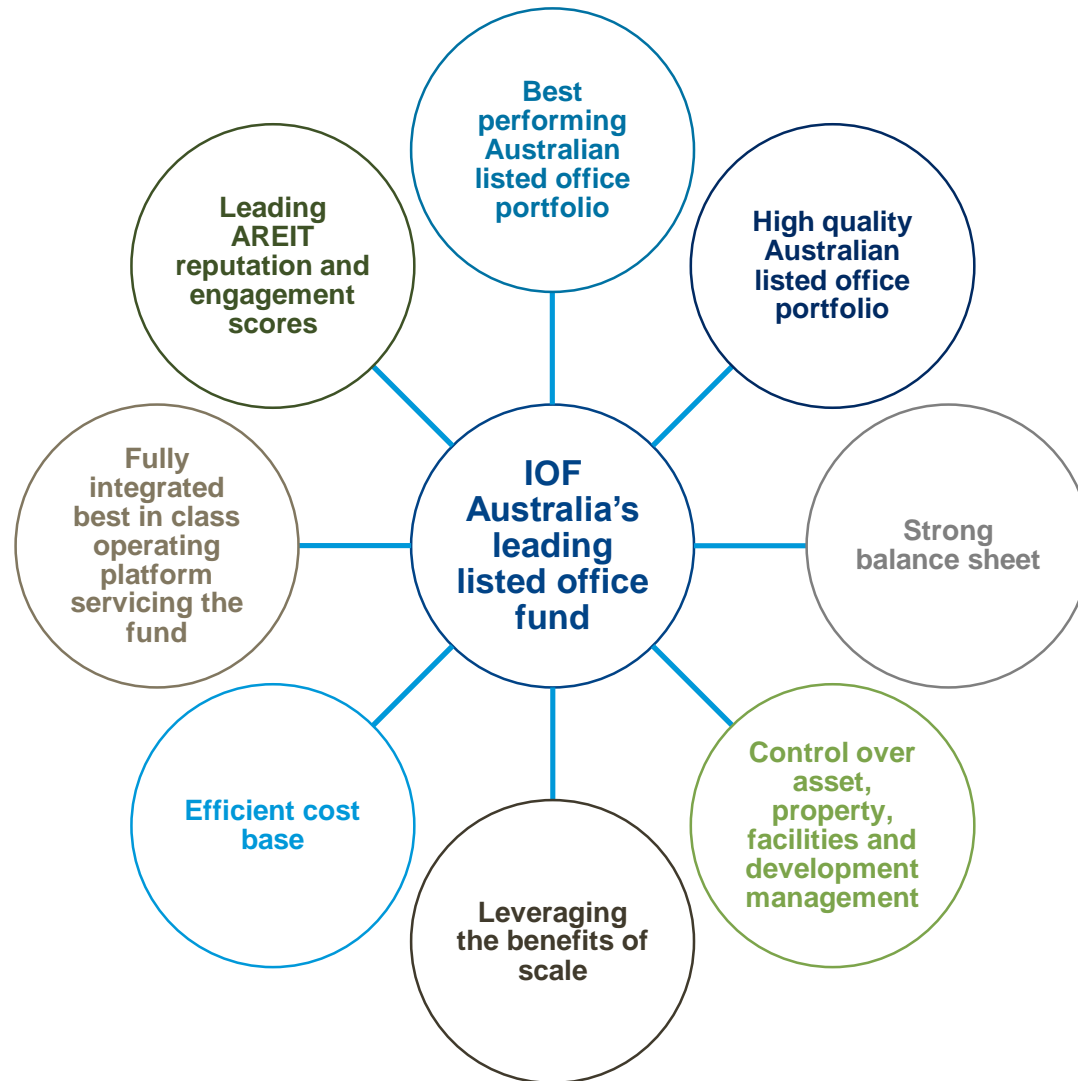 Best
performing
Australian
listed office
portfolio
High quality
Australian
listed office
portfolio
Strong
balance sheet
Control over
asset,
property,
facilities and
development
management
Leveraging
the benefits of
scale
Efficient cost
base
Fully
integrated
best in class
operating
platform
servicing the
fund
Leading
AREIT
reputation and
engagement
scores
IOF
Australia’s
leading
listed office
fund